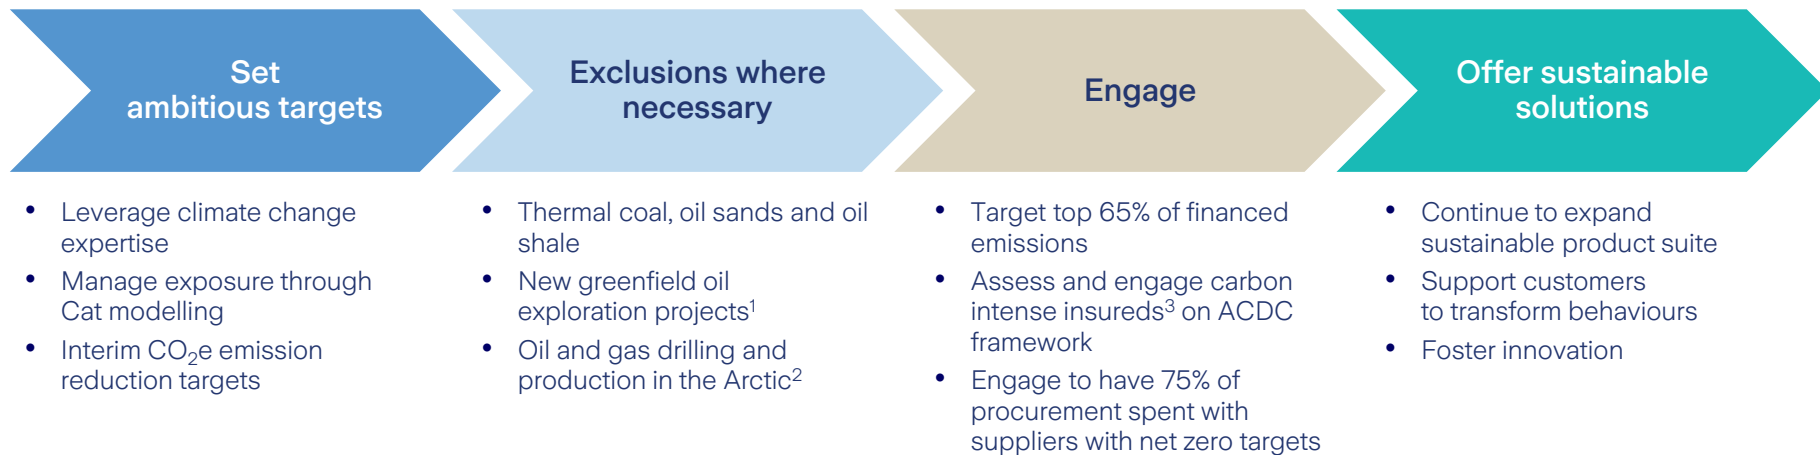 Set
ambitious targets
• Leverage climate change
expertise
• Manage exposure through
Cat modelling
• Interim CO₂e emission
reduction targets
Exclusions where
necessary
• Thermal coal, oil sands and oil
shale
• New greenfield oil
exploration projects¹
• Oil and gas drilling and
production in the Arctic²
Engage
• Target top 65% of financed
emissions
• Assess and engage carbon
intense insureds³ on ACDC
framework
• Engage to have 75% of
procurement spent with
suppliers with net zero targets
Offer sustainable
solutions
• Continue to expand
sustainable product suite
• Support customers
to transform behaviours
• Foster innovation